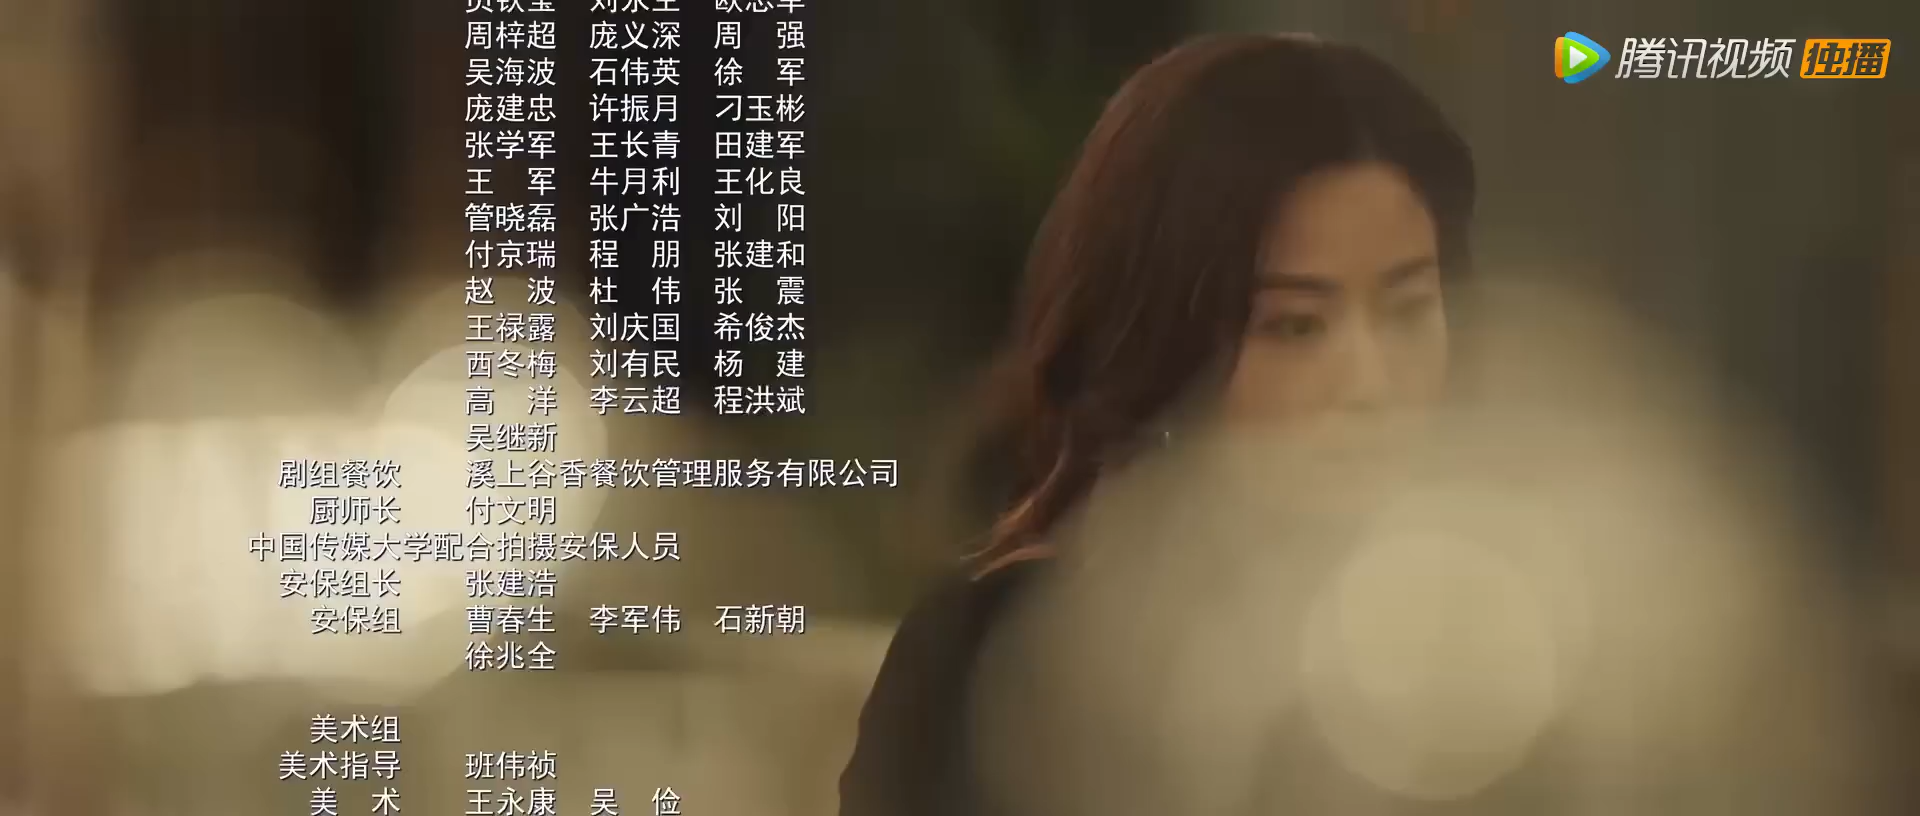 周梓超 庞义深 周 强
吴海波 石伟英 徐 军
庞建忠 许振月 刁玉彬
张学军 王长青 田建军
王 军 牛月利 王化良
管晓磊 张广浩 刘 阳
付京瑞 程 朋 张建和
赵 波 杜 伟 张 震
王禄露 刘庆国 希俊杰
西冬梅 刘有民 杨 建
高 洋 李云超 程洪斌
吴继新
剧组餐饮 溪上谷香餐饮管理服务有限公司
厨师长 付文明
中国传媒大学配合拍摄安保人员
安保组长 张建浩
安保组 曹春生 李军伟 石新朝
徐兆全
美术组
美术指导 班伟祯
美 术 王永康 吴 俭
腾讯视频 独播